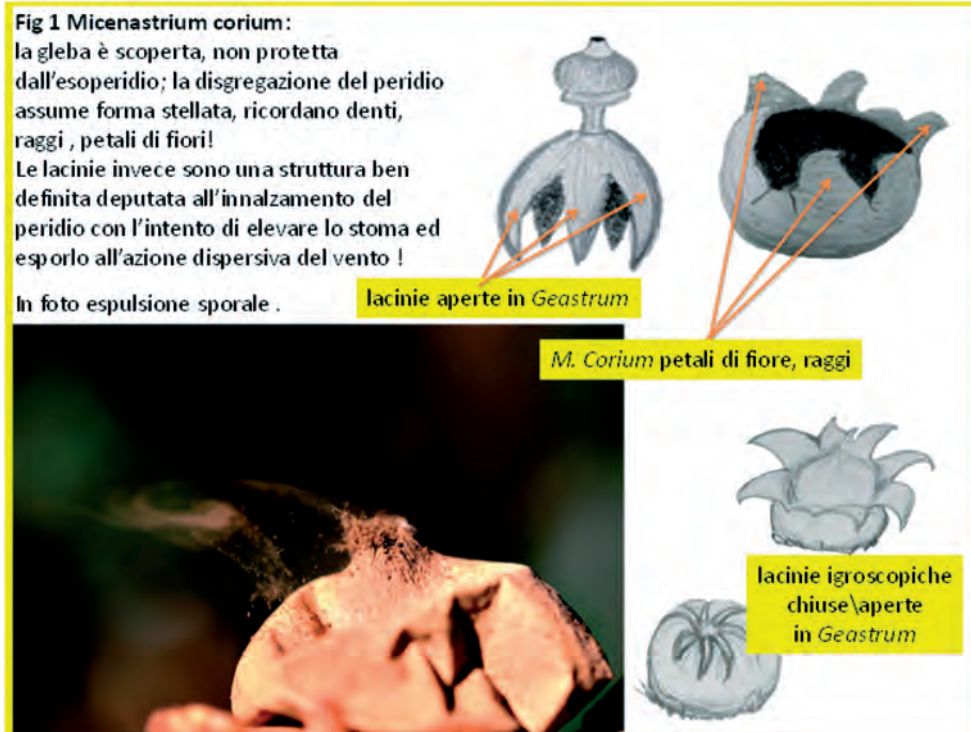 Fig 1 Micenastrium corium:
la gleba è scoperta, non protetta
dall'esoperidio; la disgregazione del peridio
assume forma stellata, ricordano denti,
raggi , petali di fiori!
Le lacinie invece sono una struttura ben
definita deputata all'innalzamento del
peridio con l'intento di elevare lo stoma ed
esporlo all'azione dispersiva del vento !
In foto espulsione sporale .
lacinie aperte in Geastrum
M. Corium petali di fiore, raggi
lacinie igroscopiche
chiuse\aperte
in Geastrum